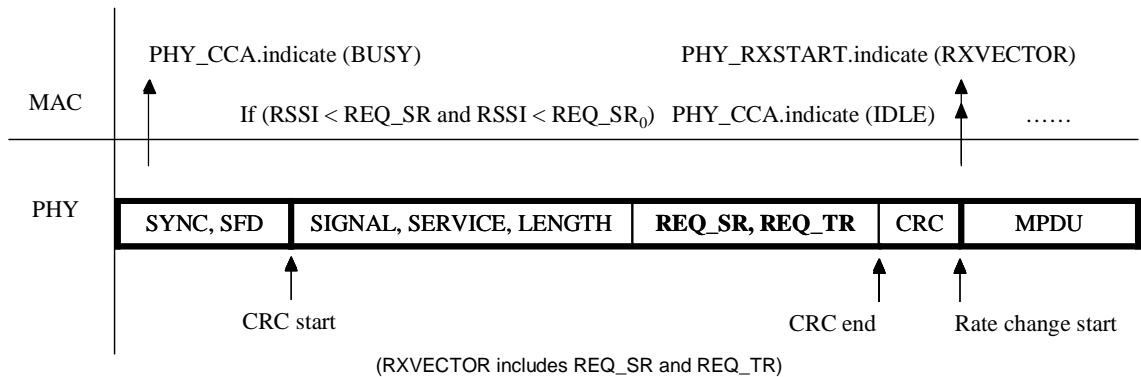 PHY_CCA.indicate (BUSY)
PHY_RXSTART.indicate (RXVECTOR)
MAC
If (RSSI < REQ_SR and RSSI < REQ_SR₀) PHY_CCA.indicate (IDLE)
......
PHY
SYNC, SFD
SIGNAL, SERVICE, LENGTH
REQ_SR, REQ_TR
CRC
MPDU
CRC start
CRC end
Rate change start
(RXVECTOR includes REQ_SR and REQ_TR)